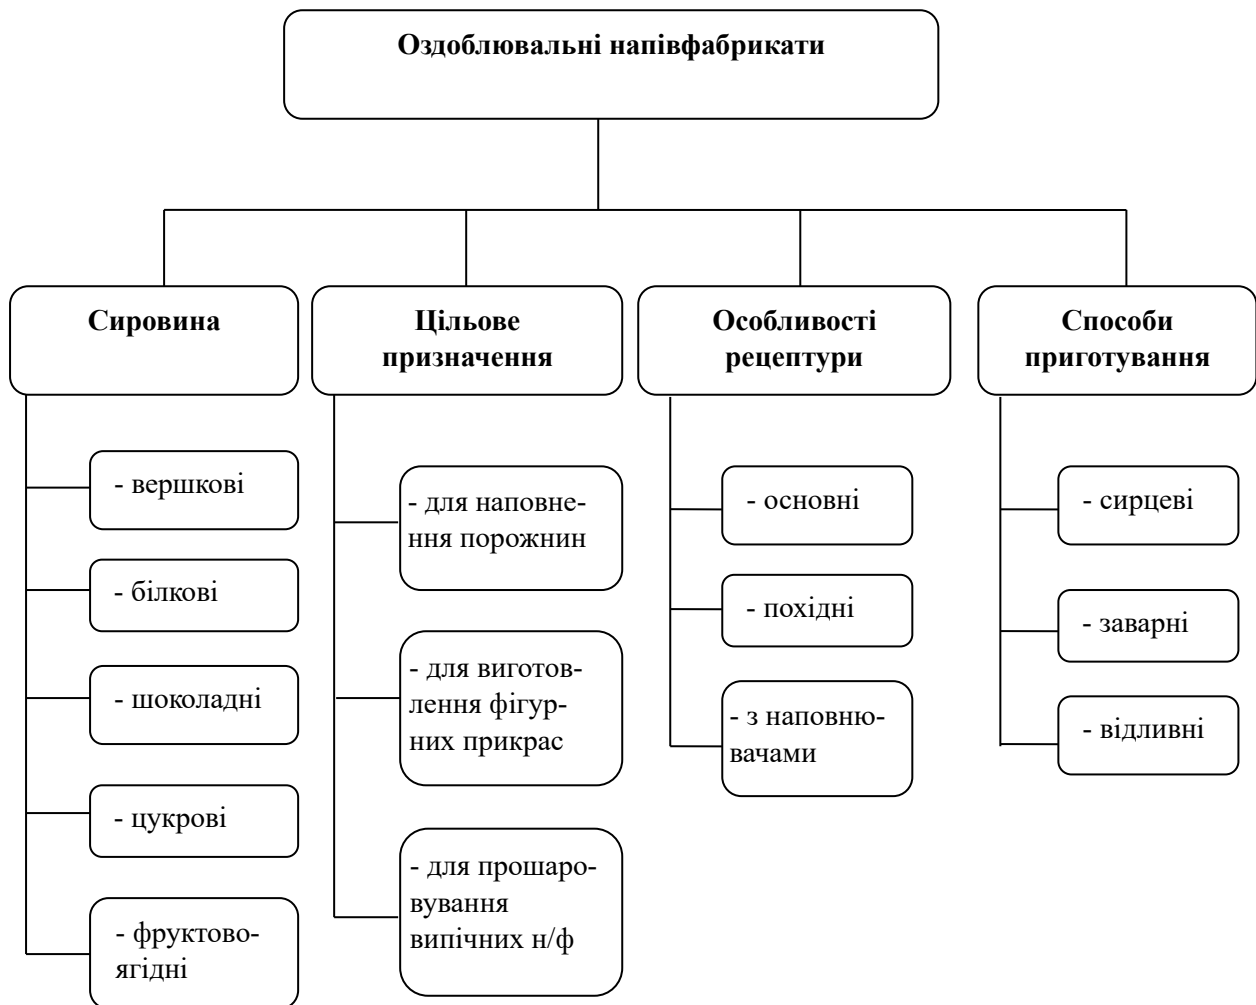 Оздоблювальні напівфабрикати
Сировина
- вершкові
- білкові
- шоколадні
- цукрові
- фруктово-
ягідні
Цільове
призначення
- для наповне-
ння порожнин
- для виготов-
лення фігур-
них прикрас
- для прошаро-
вування
випічних н/ф
Особливості
рецептури
- основні
- похідні
- з наповню-
вачами
Способи
приготування
- сирцеві
- заварні
- відливні